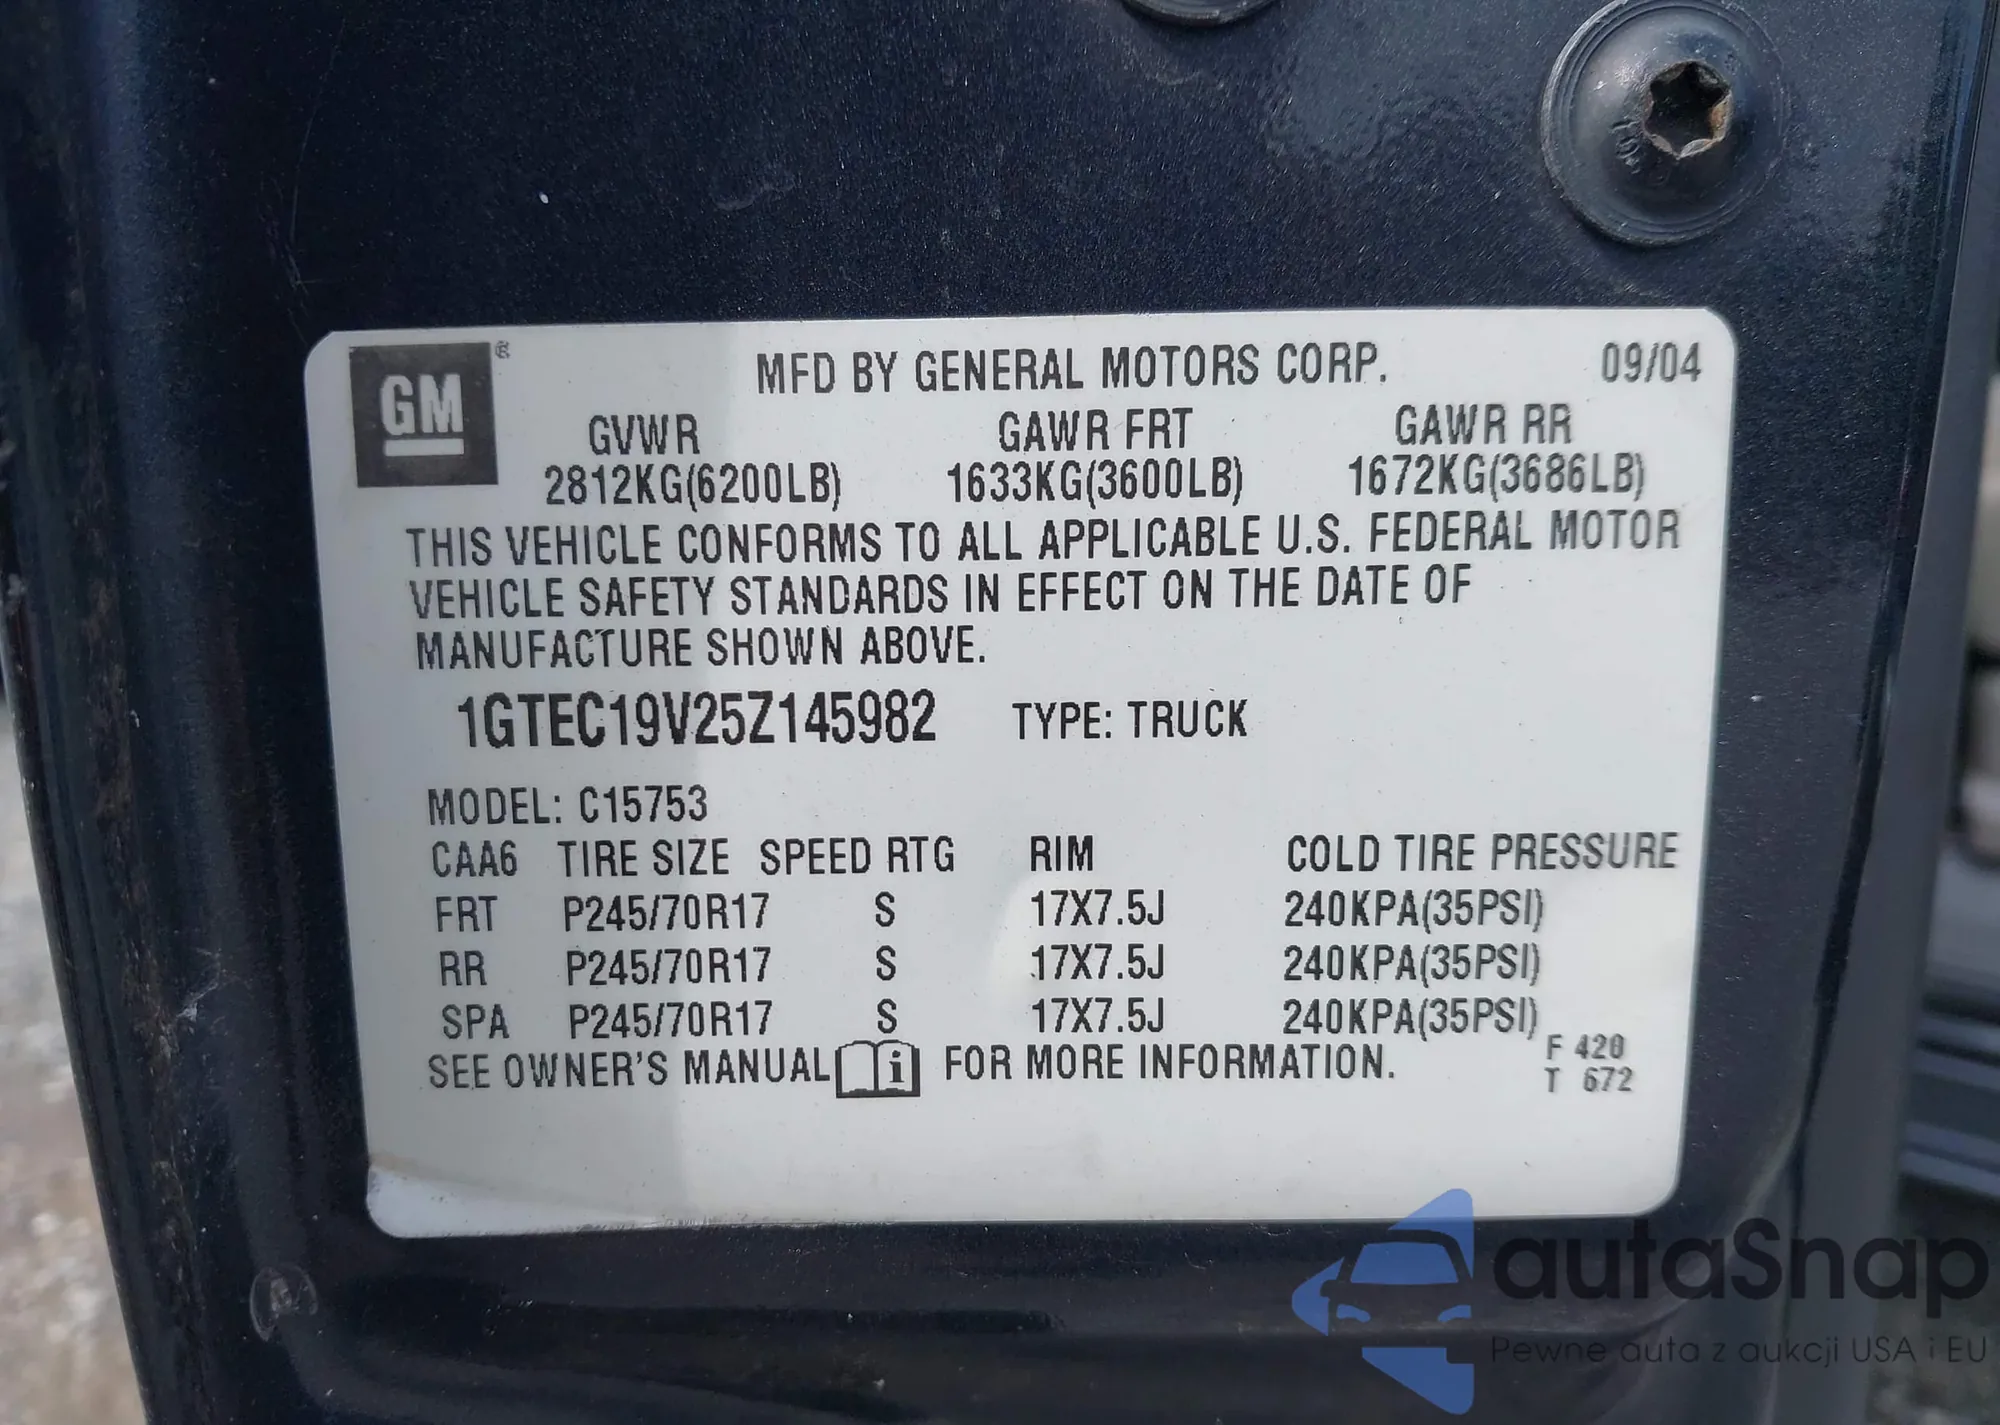 GM®
MFD BY GENERAL MOTORS CORP. 09/04
GVWR GAWR FRT GAWR RR
2812KG(6200LB) 1633KG(3600LB) 1672KG(3686LB)
THIS VEHICLE CONFORMS TO ALL APPLICABLE U.S. FEDERAL MOTOR
VEHICLE SAFETY STANDARDS IN EFFECT ON THE DATE OF
MANUFACTURE SHOWN ABOVE.
1GTEC19V25Z145982 TYPE: TRUCK
MODEL: C15753
CAA6 TIRE SIZE SPEED RTG RIM COLD TIRE PRESSURE
FRT P245/70R17 S 17X7.5J 240KPA(35PSI)
RR P245/70R17 S 17X7.5J 240KPA(35PSI)
SPA P245/70R17 S 17X7.5J 240KPA(35PSI)
SEE OWNER'S MANUAL i FOR MORE INFORMATION.
F 420
T 672
autaSnap
Pewne auta z aukcji USA i EU